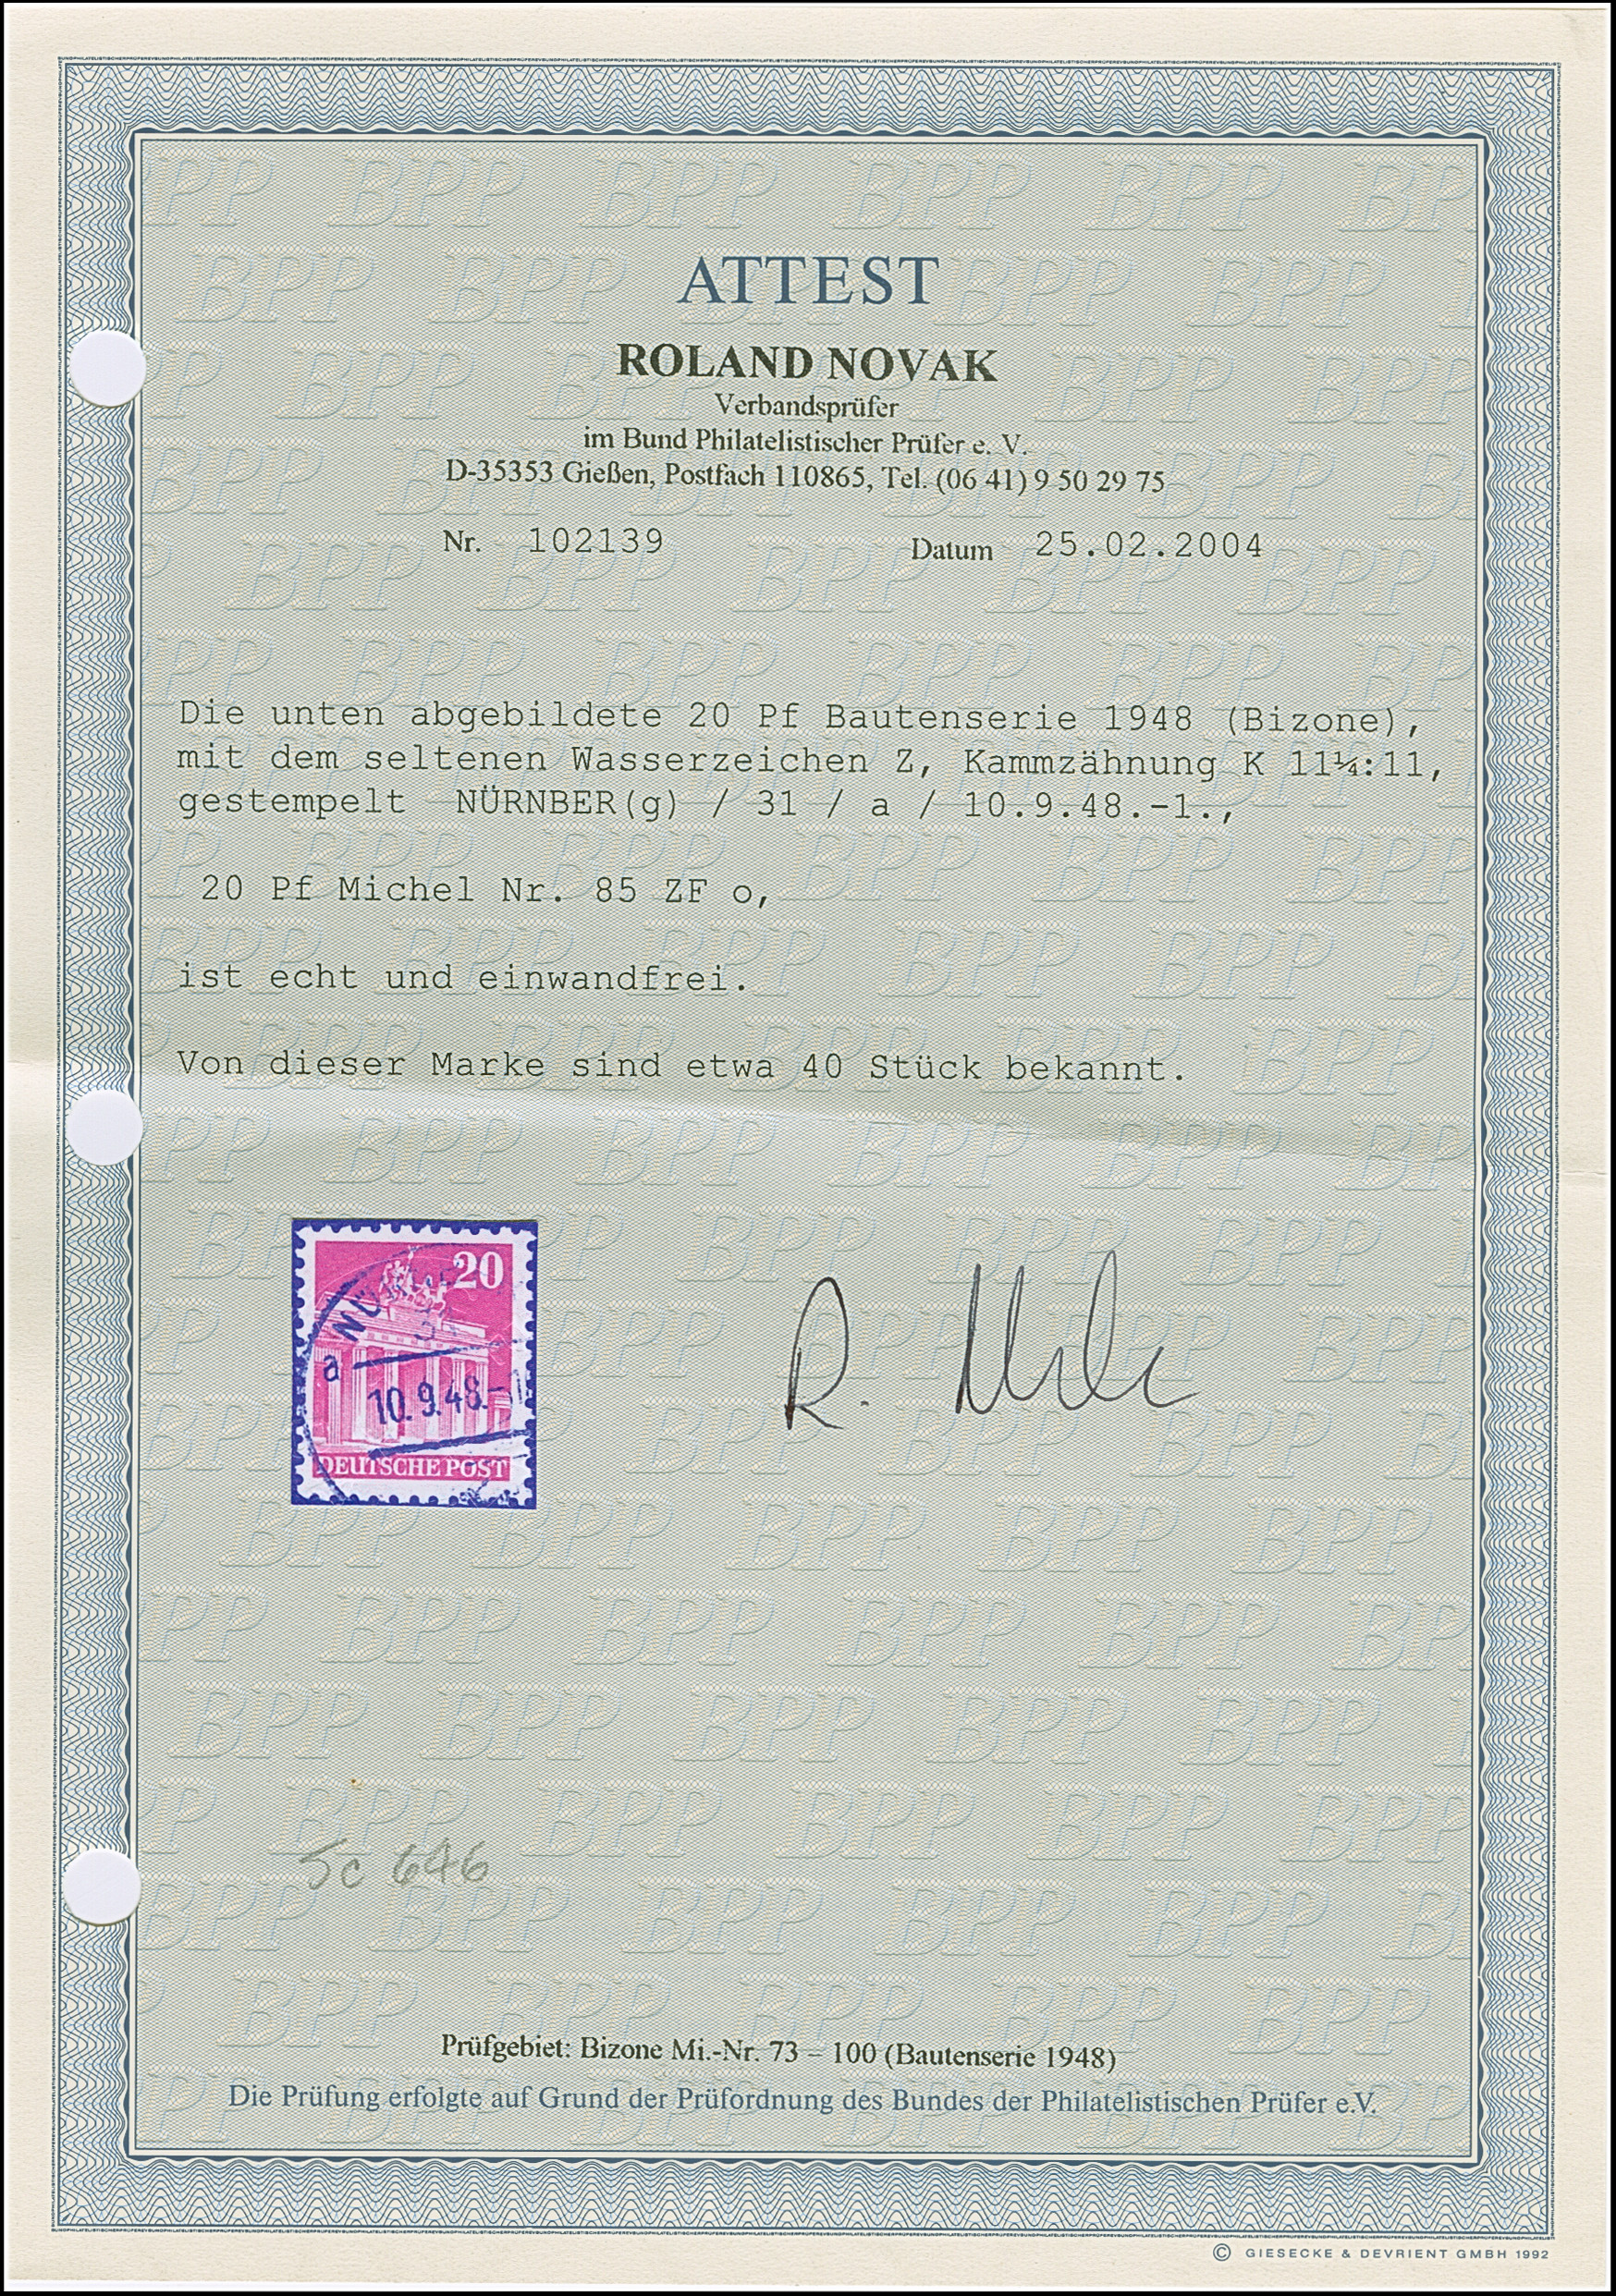 ATTEST
ROLAND NOVAK
Verbandsprüfer
im Bund Philatelistischer Prüfer e. V.
D-35353 Gießen, Postfach 110865, Tel. (06 41) 9 50 29 75
Nr. 102139 Datum 25.02.2004
Die unten abgebildete 20 Pf Bautenserie 1948 (Bizone),
mit dem seltenen Wasserzeichen Z, Kammzähnung K 11¼:11,
gestempelt NÜRNBER(g) / 31 / a / 10.9.48.-1.,
20 Pf Michel Nr. 85 ZF o,
ist echt und einwandfrei.
Von dieser Marke sind etwa 40 Stück bekannt.
20
a
10.9.48.-1
DEUTSCHE POST
R.
Jc 646
Prüfgebiet: Bizone Mi.-Nr. 73 – 100 (Bautenserie 1948)
Die Prüfung erfolgte auf Grund der Prüfordnung des Bundes der Philatelistischen Prüfer e.V.
© GIESECKE & DEVRIENT GMBH 1992